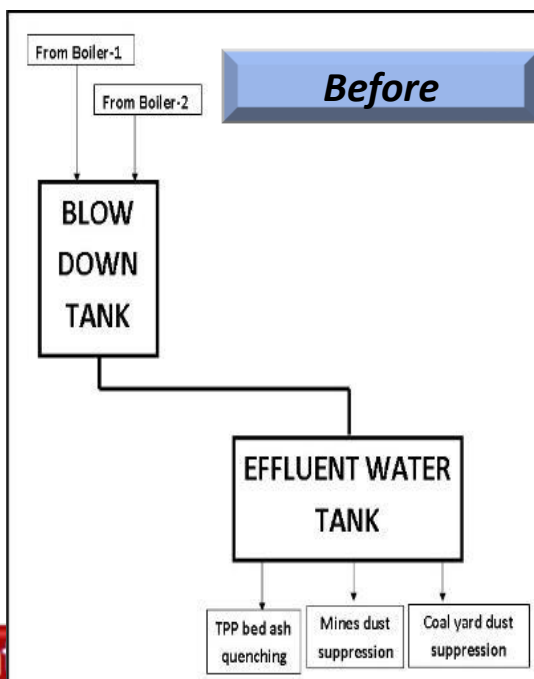 From Boiler-1
Before
From Boiler-2
BLOW
DOWN
TANK
EFFLUENT WATER
TANK
TPP bed ash
quenching
Mines dust
suppression
Coal yard dust
suppression